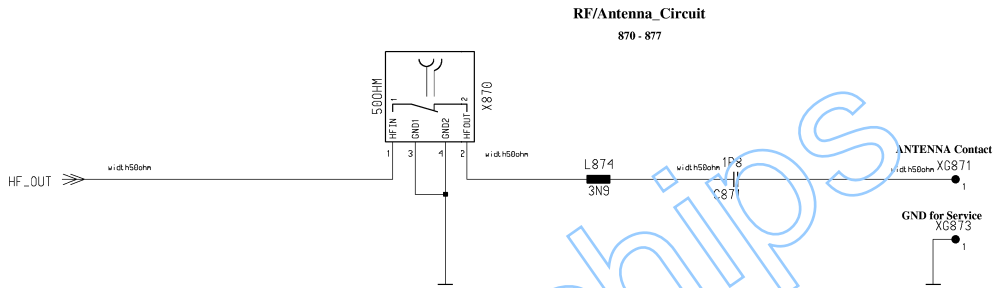 RF/Antenna_Circuit
870 - 877
50OHM
X870
1
2
HFIN
GND1
GND2
HFOUT
1 3 4 2
HF_OUT
width50ohm
width50ohm
L874
3N9
width50ohm
1P8
C871
ANTENNA Contact
width50ohm
XG871
1
GND for Service
XG873
1
chips